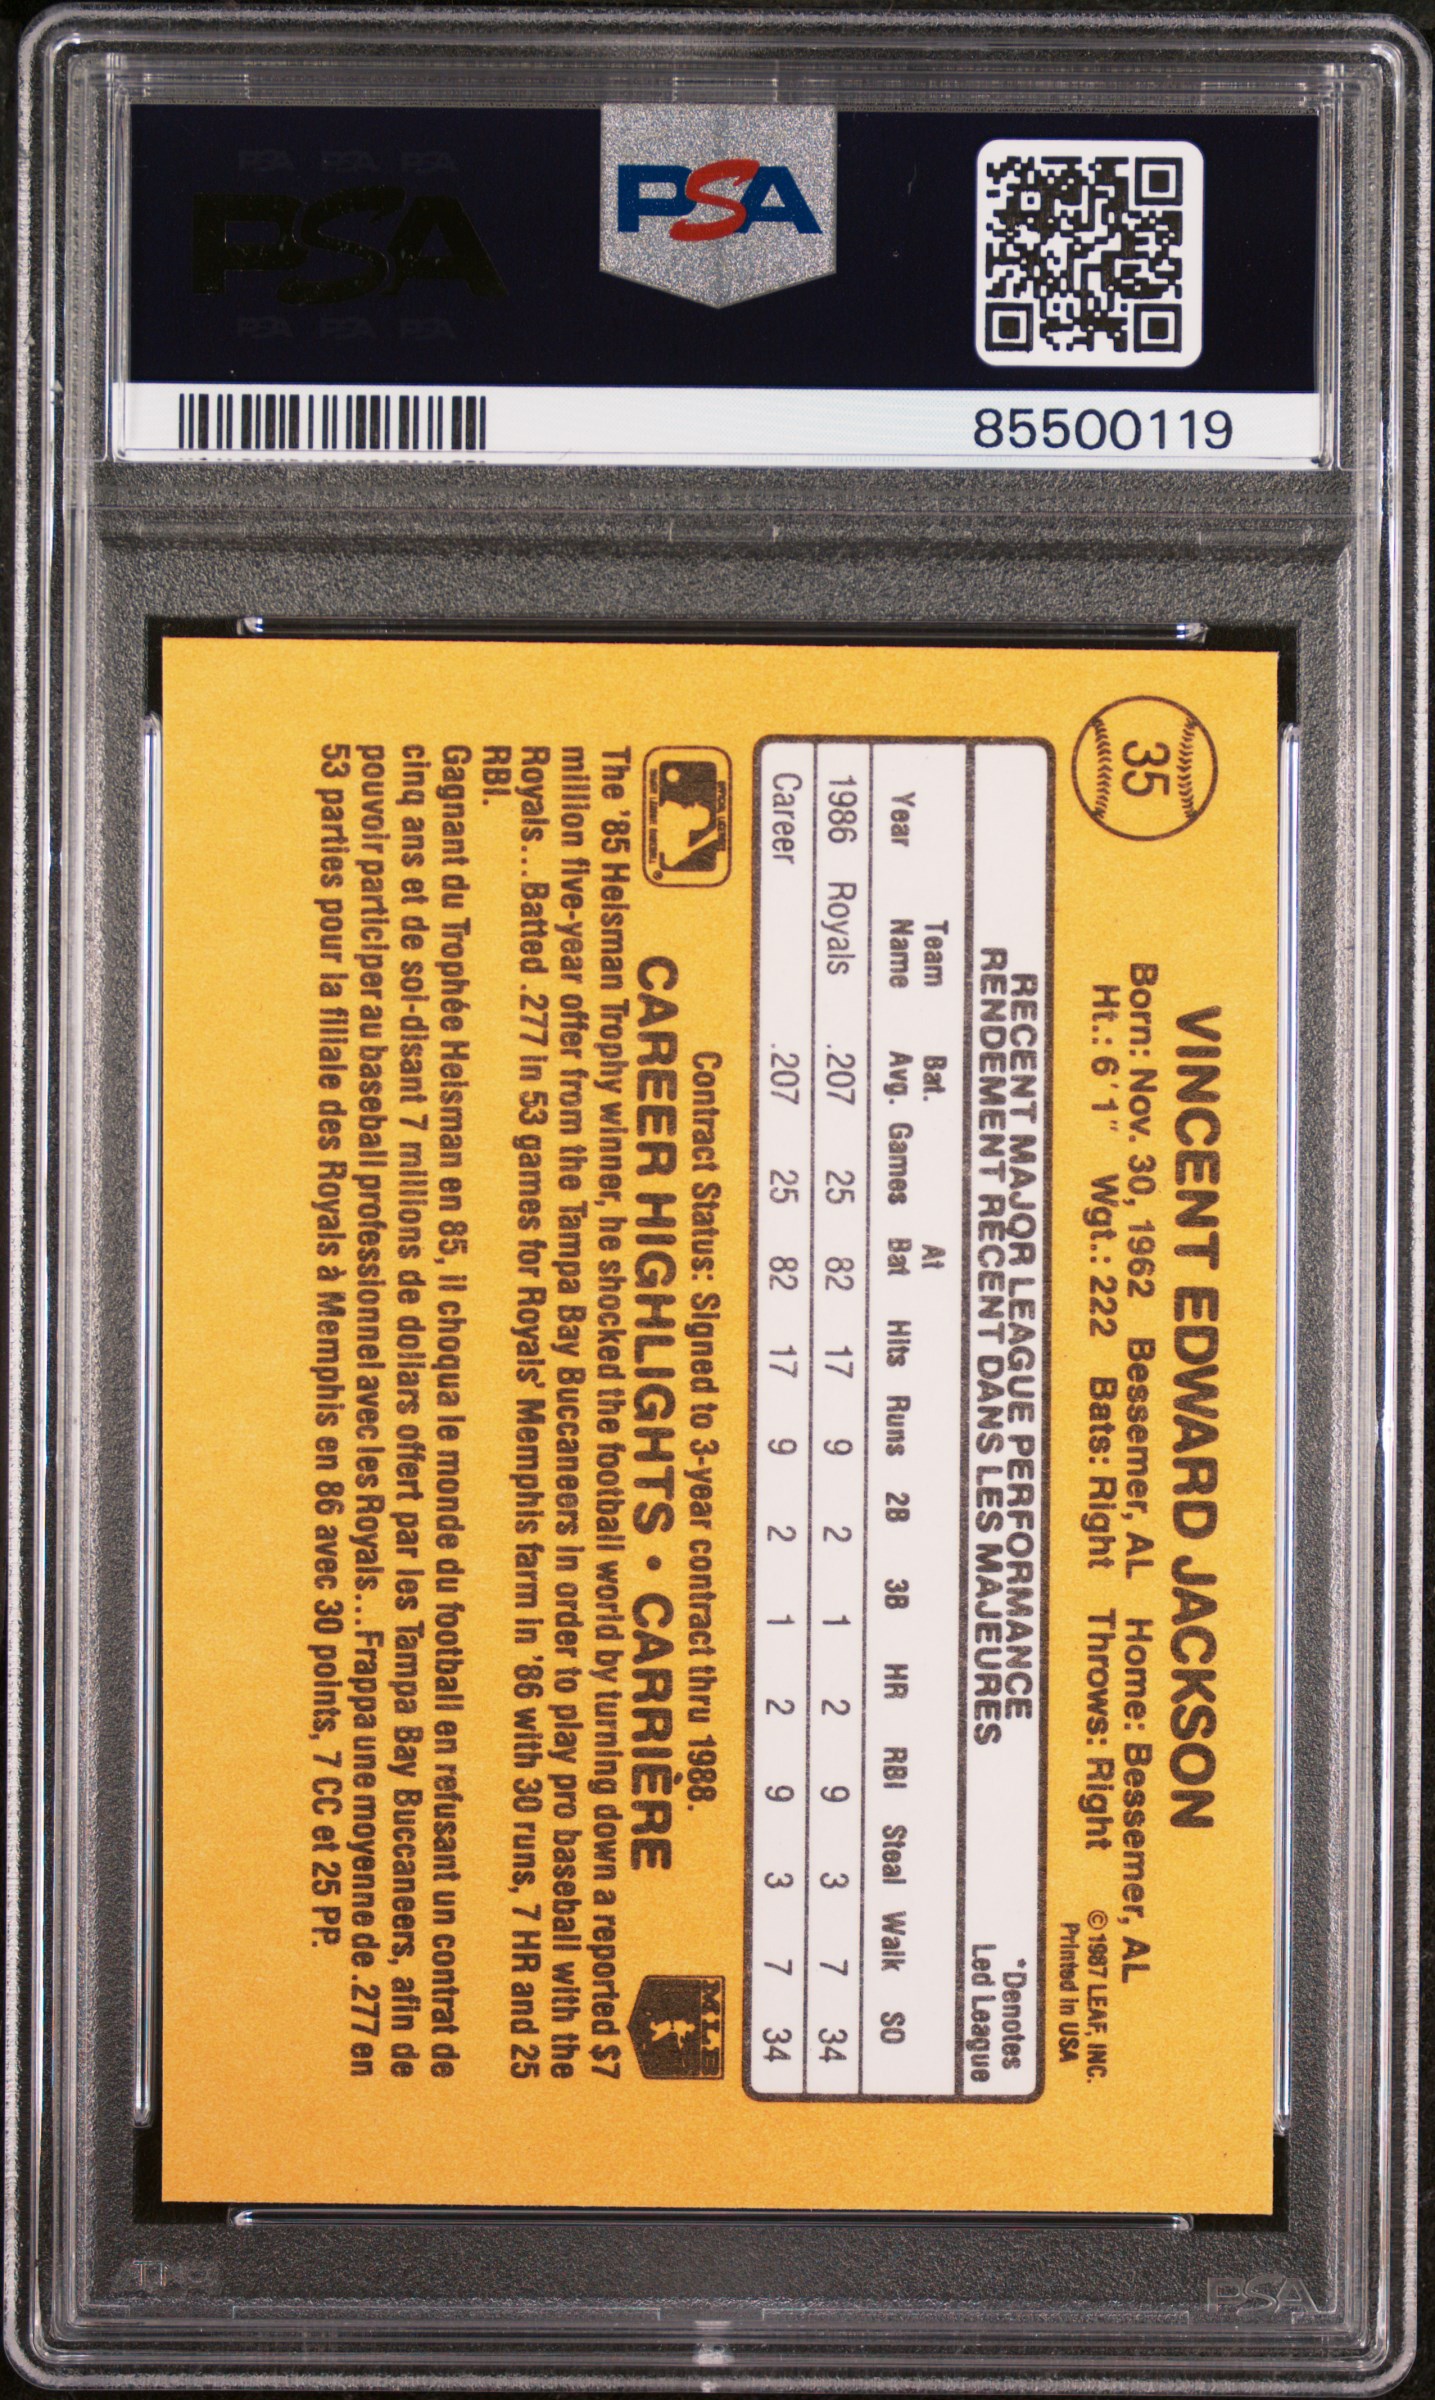 PSA PSA PSA
PSA
PSA PSA PSA
PSA
85500119
35
VINCENT EDWARD JACKSON
Born: Nov. 30, 1962 Bessemer, AL Home: Bessemer, AL
Ht.: 6'1" Wgt.: 222 Bats: Right Throws: Right
©1987 LEAF, INC.
Printed in USA
RECENT MAJOR LEAGUE PERFORMANCE
RENDEMENT RÉCENT DANS LES MAJEURES
*Denotes
Led League
Team Bat. At
Year Name Avg. Games Bat Hits Runs 2B 3B HR RBI Steal Walk SO
1986 Royals .207 25 82 17 9 2 1 2 9 3 7 34
Career .207 25 82 17 9 2 1 2 9 3 7 34
Contract Status: Signed to 3-year contract thru 1988.
CAREER HIGHLIGHTS • CARRIÈRE
MLB
The '85 Heisman Trophy winner, he shocked the football world by turning down a reported $7
million five-year offer from the Tampa Bay Buccaneers in order to play pro baseball with the
Royals...Batted .277 in 53 games for Royals' Memphis farm in '86 with 30 runs, 7 HR and 25
RBI.
Gagnant du Trophée Heisman en 85, il choqua le monde du football en refusant un contrat de
cinq ans et de soi-disant 7 millions de dollars offert par les Tampa Bay Buccaneers, afin de
pouvoir participer au baseball professionnel avec les Royals...Frappa une moyenne de .277 en
53 parties pour la filiale des Royals à Memphis en 86 avec 30 points, 7 CC et 25 PP.
PSA